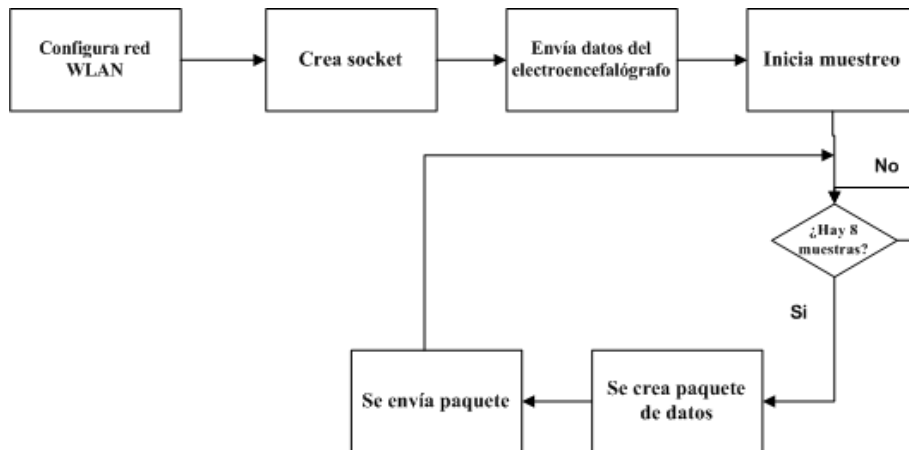 Configura red
WLAN
Crea socket
Envía datos del
electroencefalógrafo
Inicia muestreo
No
¿Hay 8
muestras?
Si
Se crea paquete
de datos
Se envía paquete